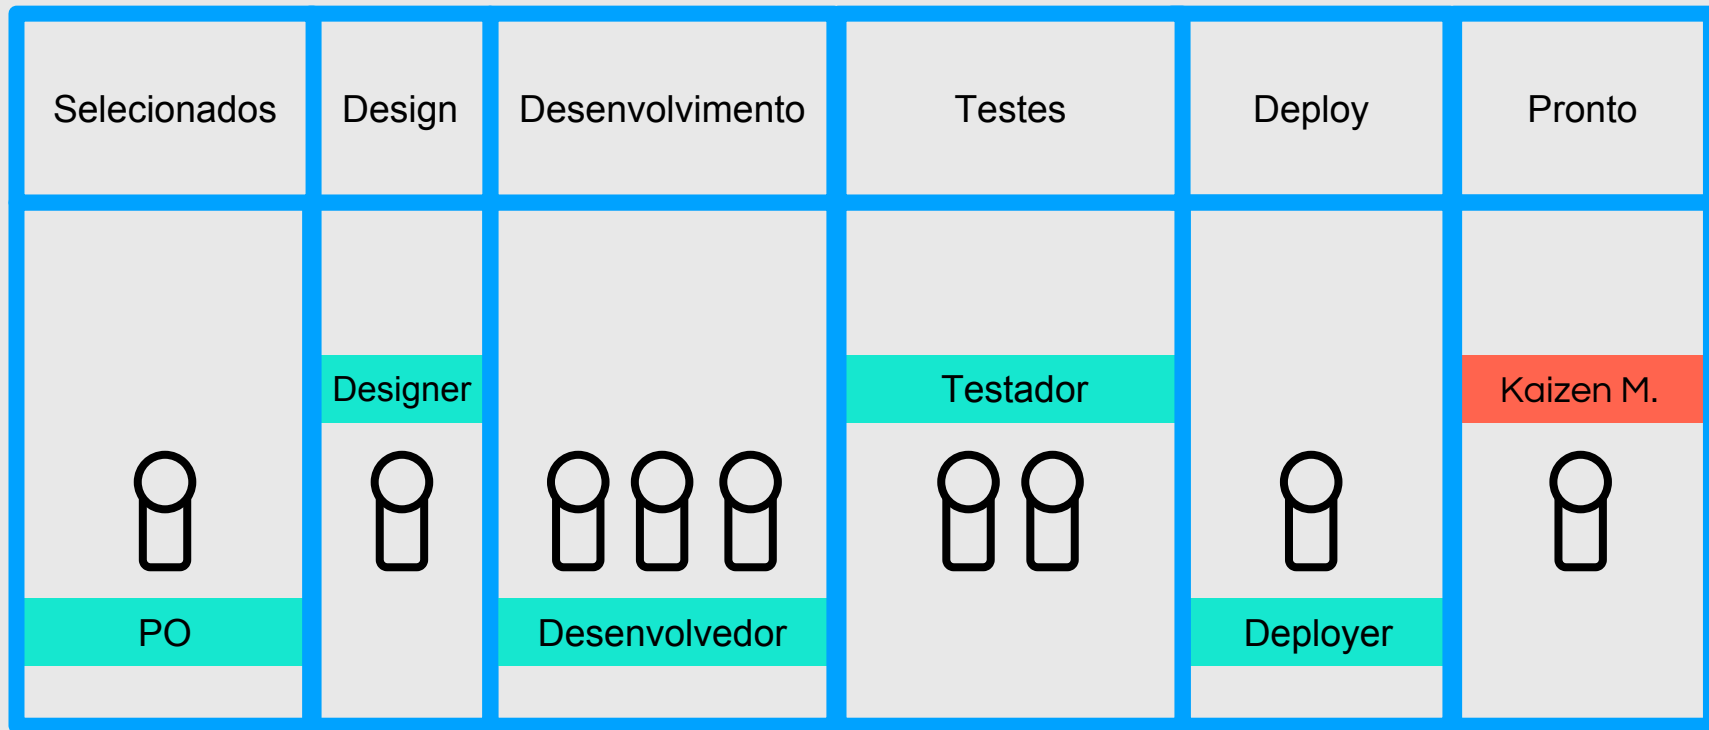 Selecionados
Design
Desenvolvimento
Testes
Deploy
Pronto
Designer
Testador
Kaizen M.
PO
Desenvolvedor
Deployer